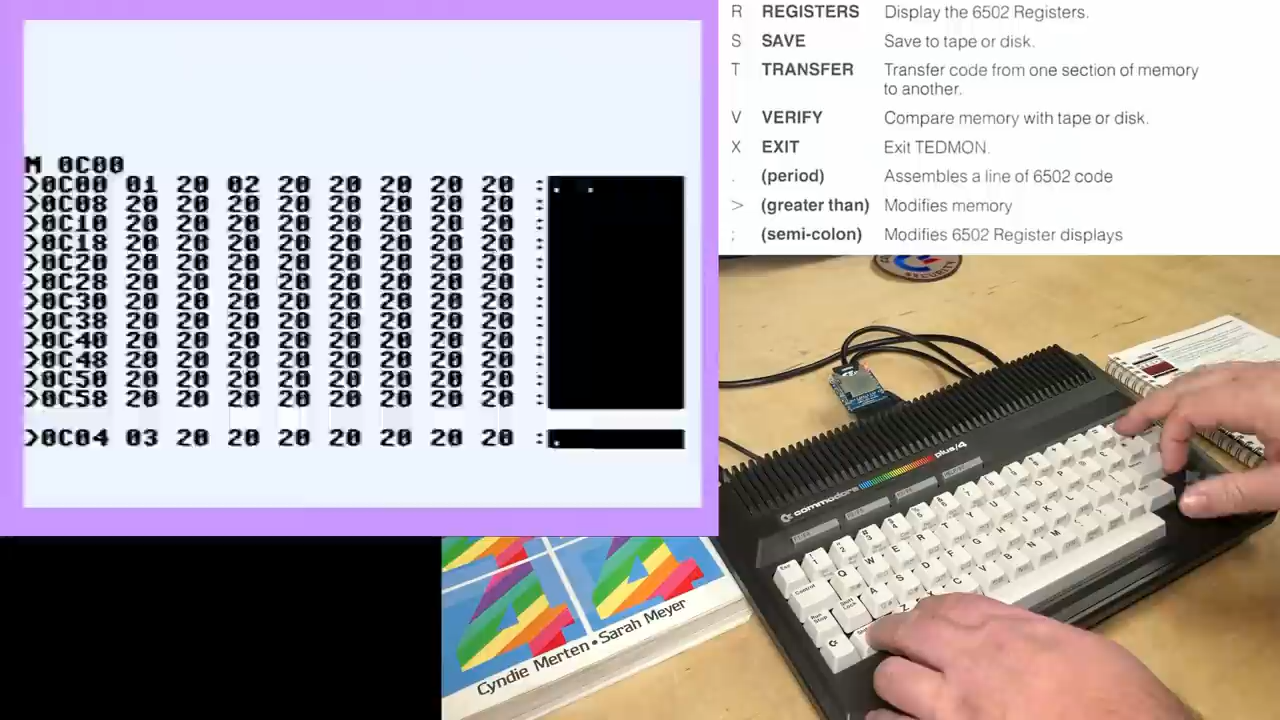 M 0C00
>0C00 01 20 02 20 20 20 20 20 :
>0C08 20 20 20 20 20 20 20 20 :
>0C10 20 20 20 20 20 20 20 20 :
>0C18 20 20 20 20 20 20 20 20 :
>0C20 20 20 20 20 20 20 20 20 :
>0C28 20 20 20 20 20 20 20 20 :
>0C30 20 20 20 20 20 20 20 20 :
>0C38 20 20 20 20 20 20 20 20 :
>0C40 20 20 20 20 20 20 20 20 :
>0C48 20 20 20 20 20 20 20 20 :
>0C50 20 20 20 20 20 20 20 20 :
>0C58 20 20 20 20 20 20 20 20 :
>0C04 03 20 20 20 20 20 20 20 :
R REGISTERS Display the 6502 Registers.
S SAVE Save to tape or disk.
T TRANSFER Transfer code from one section of memory
to another.
V VERIFY Compare memory with tape or disk.
X EXIT Exit TEDMON.
. (period) Assembles a line of 6502 code
> (greater than) Modifies memory
; (semi-colon) Modifies 6502 Register displays
SECURITY
commodore plus/4
Esc
Control
Q W E R T Y U I O P
Shift Lock A S D F G H J K L
Run Stop
Z C V B N M
Cyndie Merten • Sarah Meyer